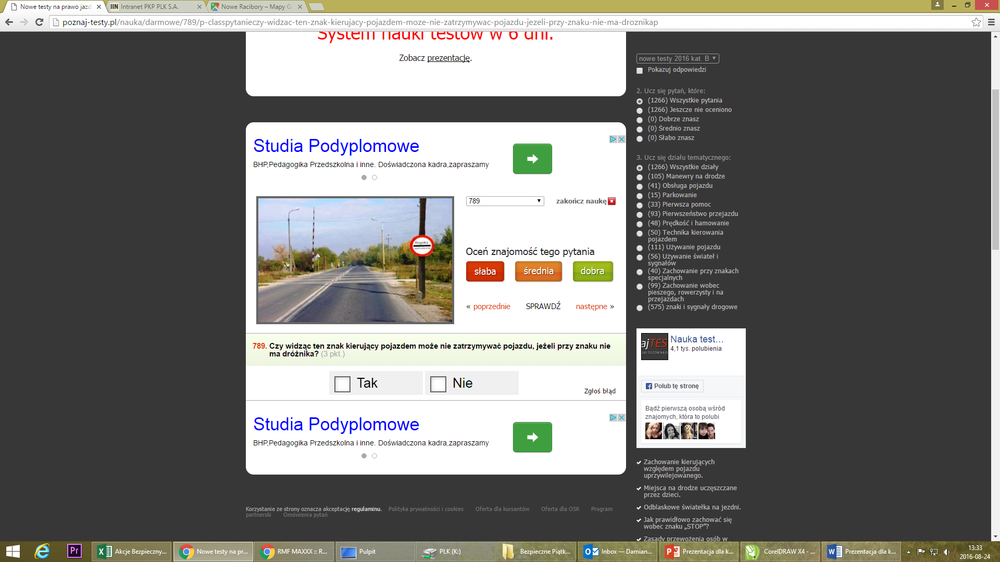 Nowe testy na prawo jazd
IIN Intranet PKP PLK S.A.
Nowe Racibory – Mapy G
poznaj-testy.pl/nauka/darmowe/789/p-classpytanieczy-widzac-ten-znak-kierujacy-pojazdem-moze-nie-zatrzymywac-pojazdu-jezeli-przy-znaku-nie-ma-droznikap
System nauki testów w 6 dni.
Zobacz prezentację.
Studia Podyplomowe
BHP,Pedagogika Przedszkolna i inne. Doświadczona kadra,zapraszamy
Rogatka
uszkodzona
789
zakończ naukę
Oceń znajomość tego pytania
słaba
średnia
dobra
« poprzednie
SPRAWDŹ
następne »
789. Czy widząc ten znak kierujący pojazdem może nie zatrzymywać pojazdu, jeżeli przy znaku nie
ma dróżnika? (3 pkt.)
Tak
Nie
Zgłoś błąd
Studia Podyplomowe
BHP,Pedagogika Przedszkolna i inne. Doświadczona kadra,zapraszamy
Korzystanie ze strony oznacza akceptację regulaminu. Polityka prywatności i cookies Oferta dla kursantów Oferta dla OSK Program
partnerski Omówienia pytań
nowe testy 2016 kat. B
Pokazuj odpowiedzi
2. Ucz się pytań, które:
(1266) Wszystkie pytania
(1266) Jeszcze nie oceniono
(0) Dobrze znasz
(0) Średnio znasz
(0) Słabo znasz
3. Ucz się działu tematycznego:
(1266) Wszystkie działy
(105) Manewry na drodze
(41) Obsługa pojazdu
(15) Parkowanie
(33) Pierwsza pomoc
(93) Pierwszeństwo przejazdu
(48) Prędkość i hamowanie
(50) Technika kierowania
pojazdem
(111) Używanie pojazdu
(56) Używanie świateł i
sygnałów
(40) Zachowanie przy znakach
specjalnych
(99) Zachowanie wobec
pieszego, rowerzysty i na
przejazdach
(575) znaki i sygnały drogowe
ajTES
UKI TESTÓW NA P
Nauka test...
4,1 tys. polubienia
Polub tę stronę
Bądź pierwszą osobą wśród
znajomych, która to polubi
Zachowanie kierujących
względem pojazdu
uprzywilejowanego.
Miejsca na drodze uczęszczane
przez dzieci.
Odblaskowe światełka na jezdni.
Jak prawidłowo zachować się
wobec znaku „STOP”?
Zasady przewożenia osób w
Pr
Akcje Bezpieczny...
Nowe testy na pr...
RMF MAXXX :: R...
Pulpit
PLK (K:)
Bezpieczne Piątk...
Inbox — Damian...
Prezentacja dla k...
CorelDRAW X4 - ...
Prezentacja dla k...
13:33
2016-08-24